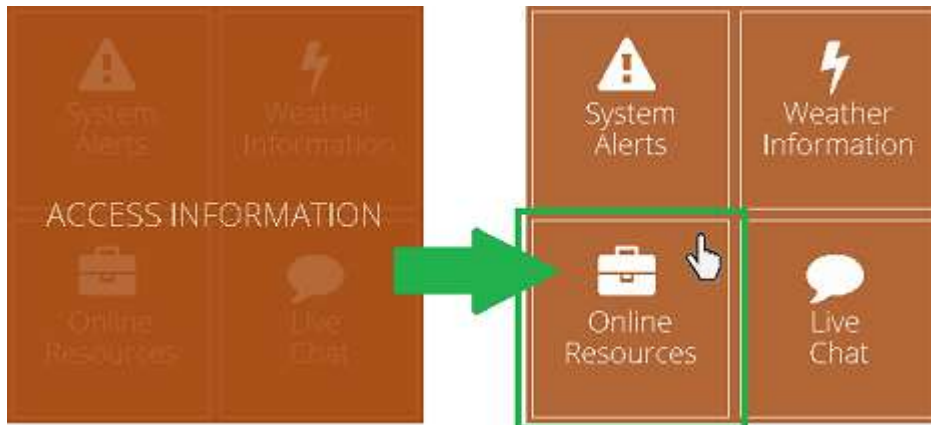 System
Alerts
Weather
Information
ACCESS INFORMATION
Online
Resources
Live
Chat
System
Alerts
Weather
Information
Online
Resources
Live
Chat